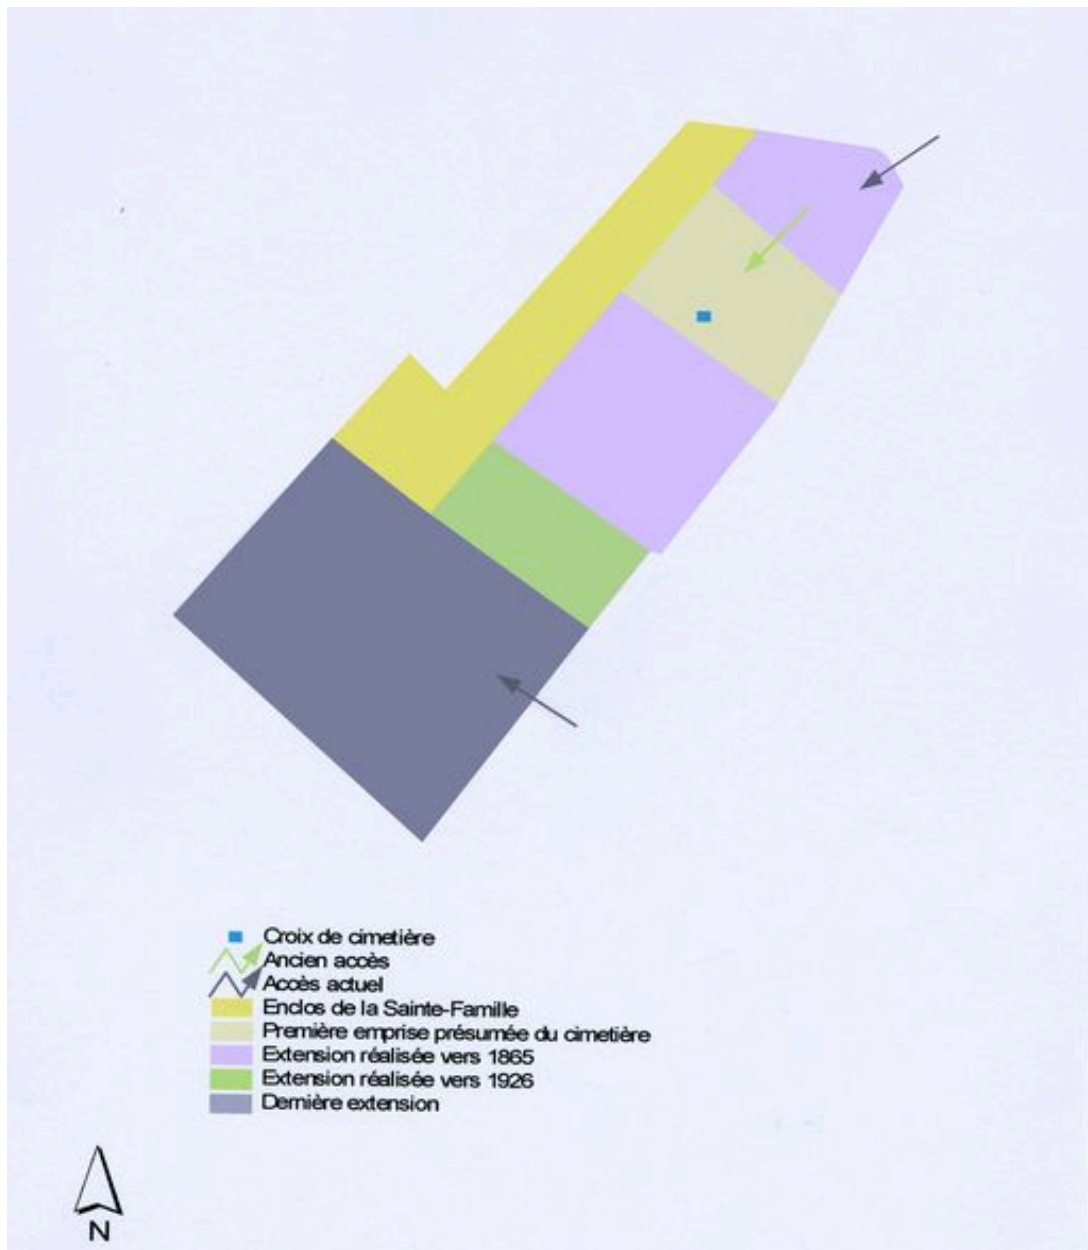 Croix de cimetière
Ancien accès
Accès actuel
Enclos de la Sainte-Famille
Première emprise présumée du cimetière
Extension réalisée vers 1865
Extension réalisée vers 1926
Dernière extension
N